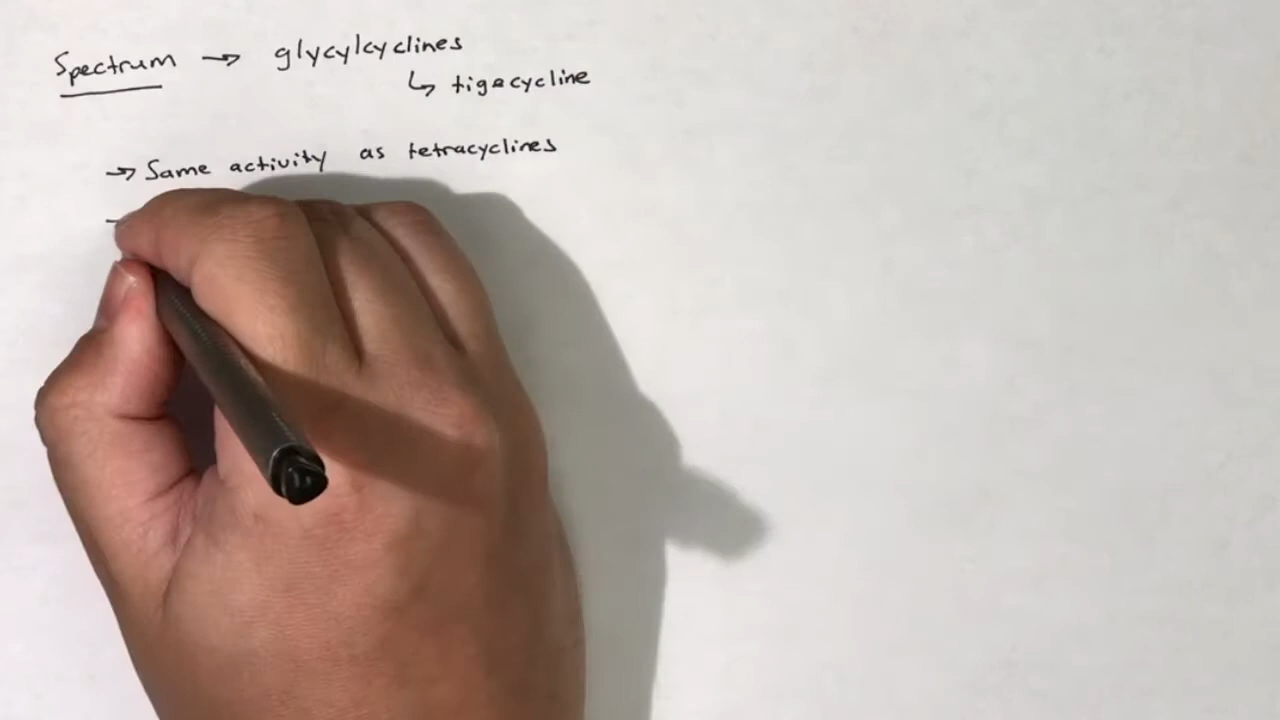 Spectrum → glycylcyclines
↳ tigecycline
→ Same activity as tetracyclines